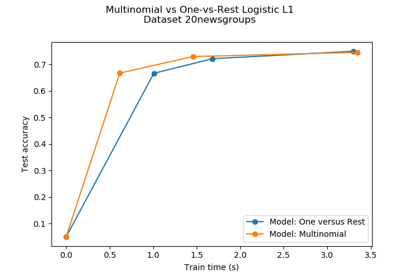 Multinomial vs One-vs-Rest Logistic L1
Dataset 20newsgroups
0.7
0.6
0.5
0.4
0.3
0.2
0.1
Test accuracy
Model: One versus Rest
Model: Multinomial
0.0 0.5 1.0 1.5 2.0 2.5 3.0 3.5
Train time (s)